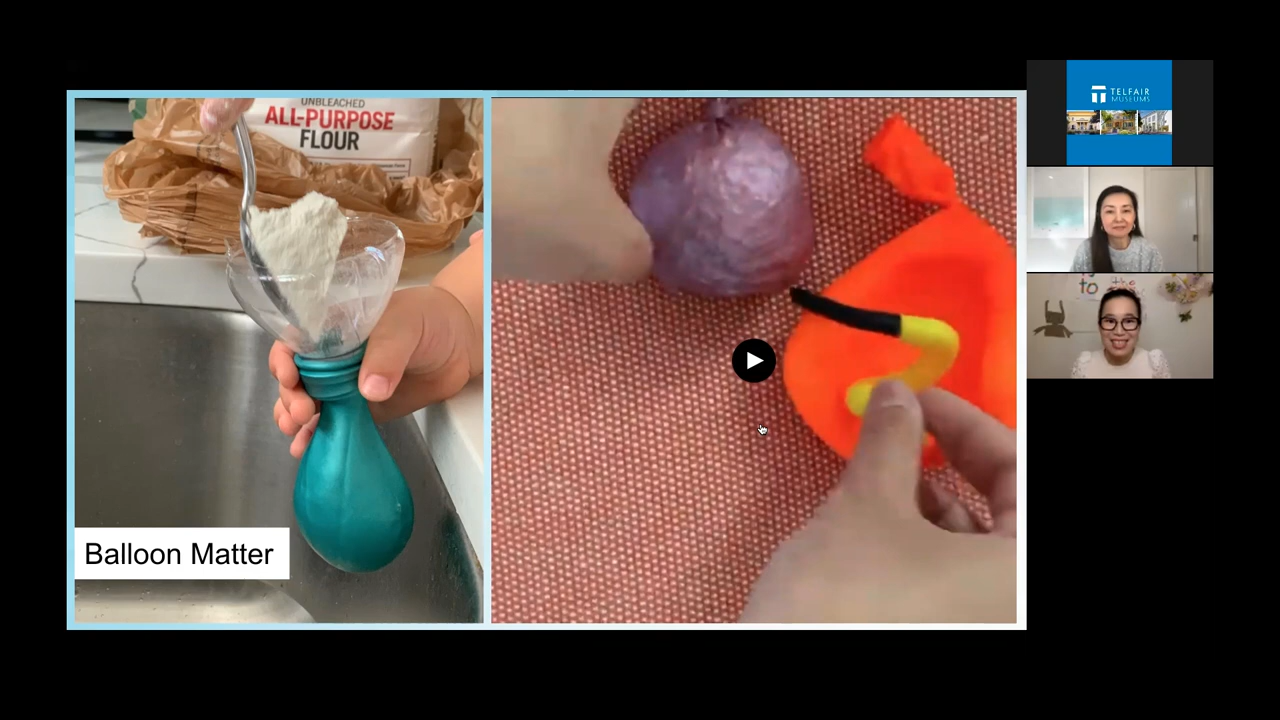 UNBLEACHED
ALL-PURPOSE
FLOUR
Balloon Matter
TELFAIR
MUSEUMS
to the